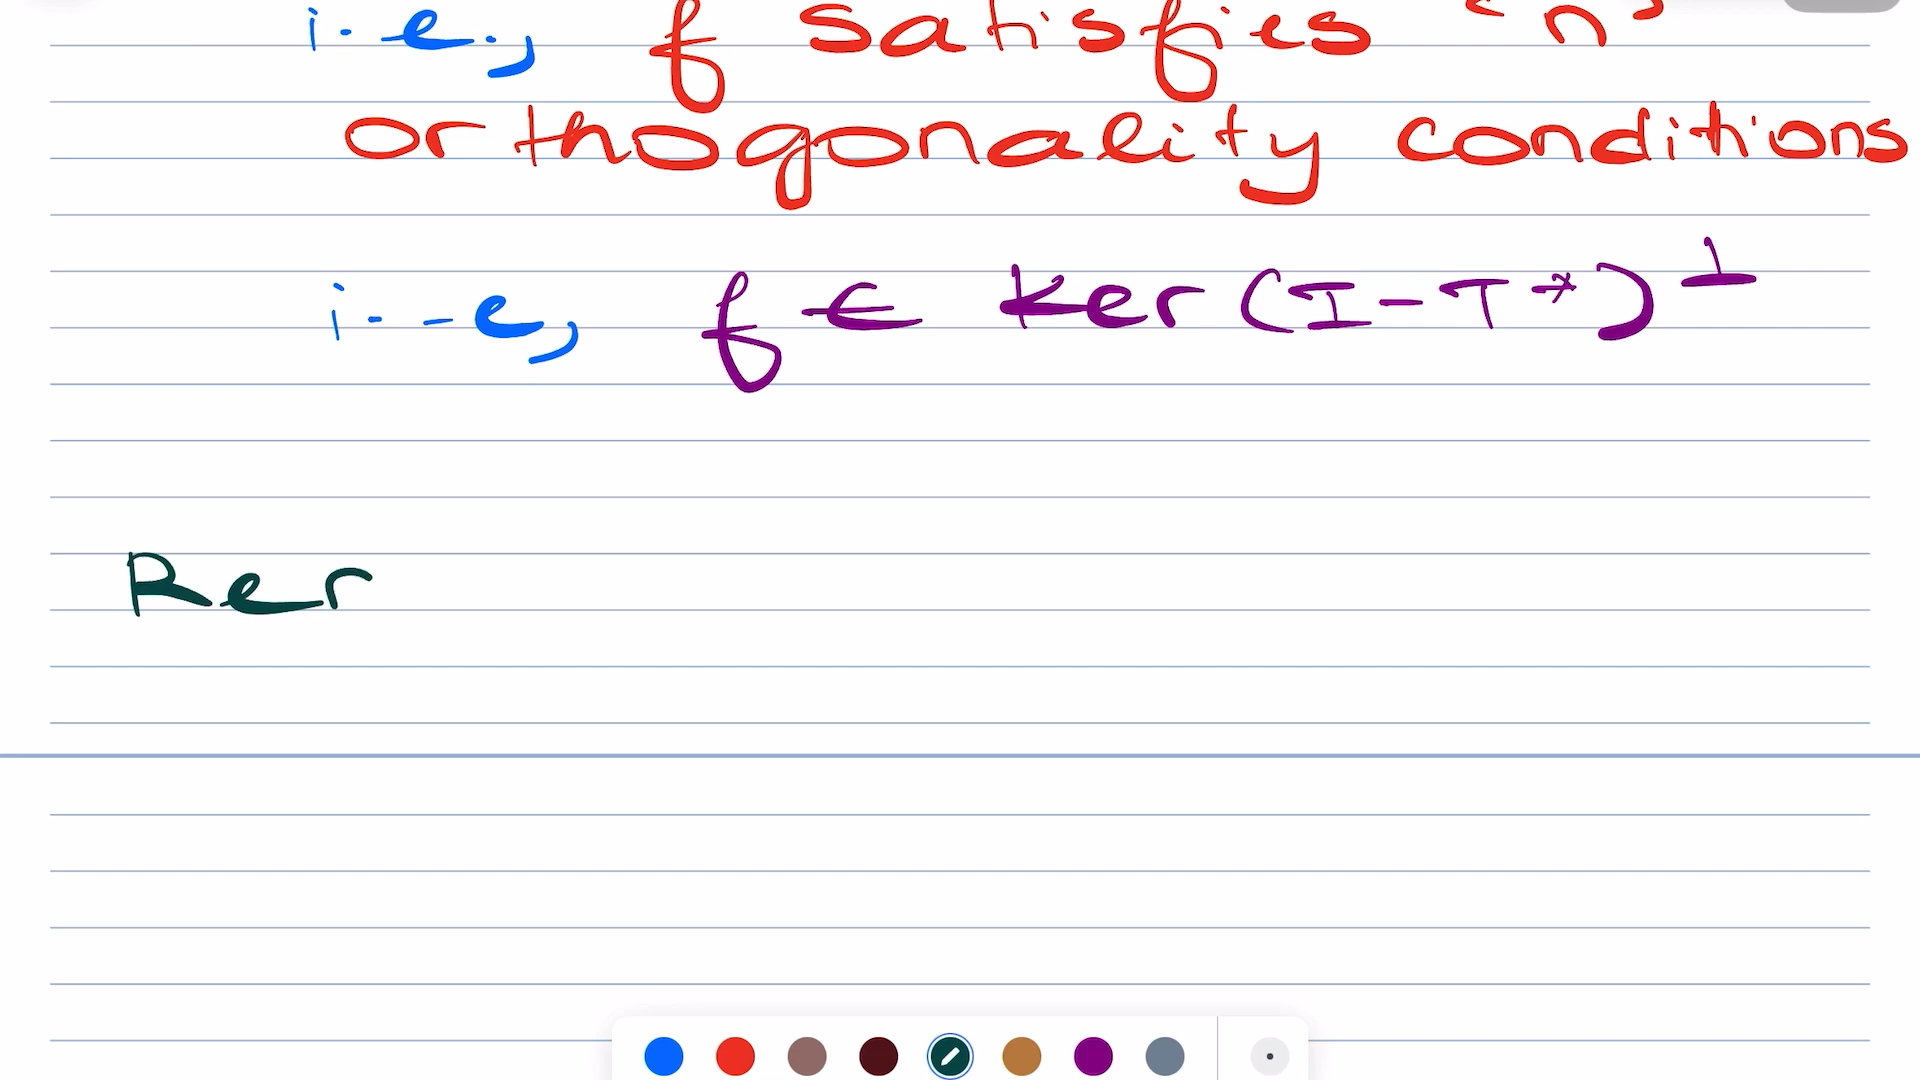 i.e., f satisfies "n"
orthogonality conditions
i.-e, f ∈ ker (I-T*)^⊥
Rer